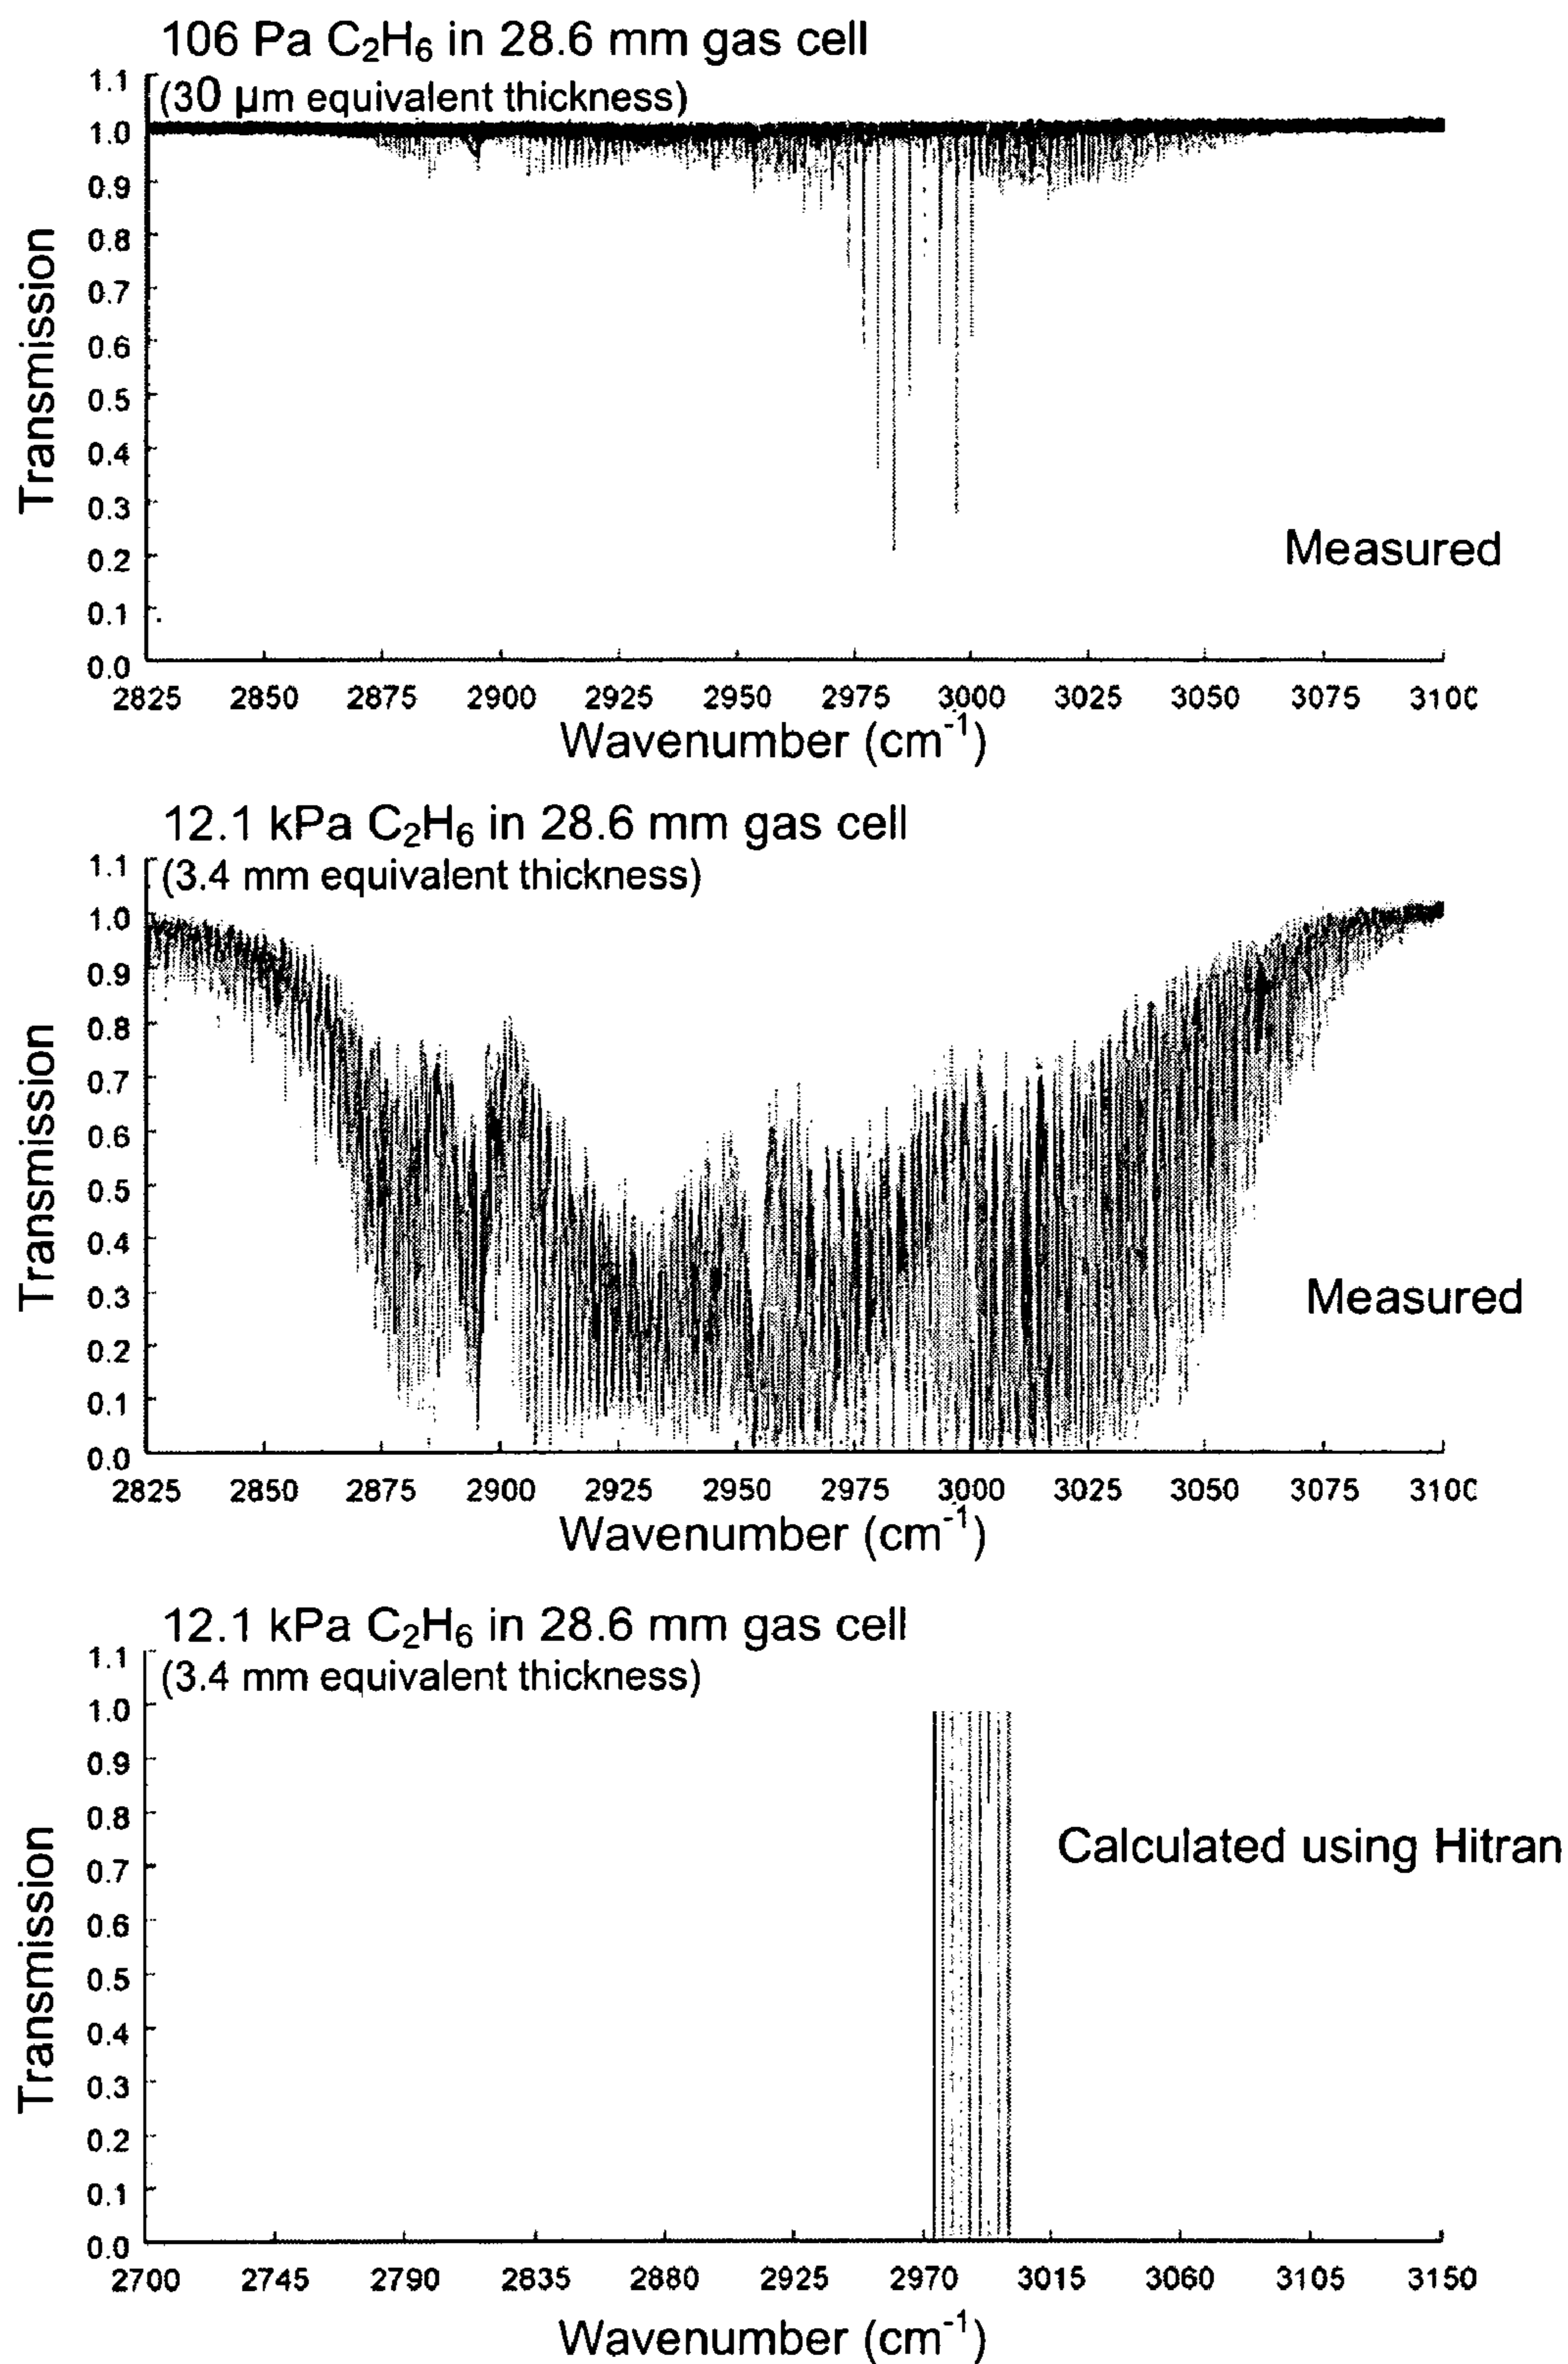 106 Pa C₂H₆ in 28.6 mm gas cell
(30 µm equivalent thickness)
1.1
1.0
0.9
0.8
0.7
0.6
0.5
0.4
0.3
0.2
0.1
0.0
Transmission
Measured
2825 2850 2875 2900 2925 2950 2975 3000 3025 3050 3075 3100
Wavenumber (cm⁻¹)
12.1 kPa C₂H₆ in 28.6 mm gas cell
(3.4 mm equivalent thickness)
1.1
1.0
0.9
0.8
0.7
0.6
0.5
0.4
0.3
0.2
0.1
0.0
Transmission
Measured
2825 2850 2875 2900 2925 2950 2975 3000 3025 3050 3075 3100
Wavenumber (cm⁻¹)
12.1 kPa C₂H₆ in 28.6 mm gas cell
(3.4 mm equivalent thickness)
1.1
1.0
0.9
0.8
0.7
0.6
0.5
0.4
0.3
0.2
0.1
0.0
Transmission
Calculated using Hitran
2700 2745 2790 2835 2880 2925 2970 3015 3060 3105 3150
Wavenumber (cm⁻¹)